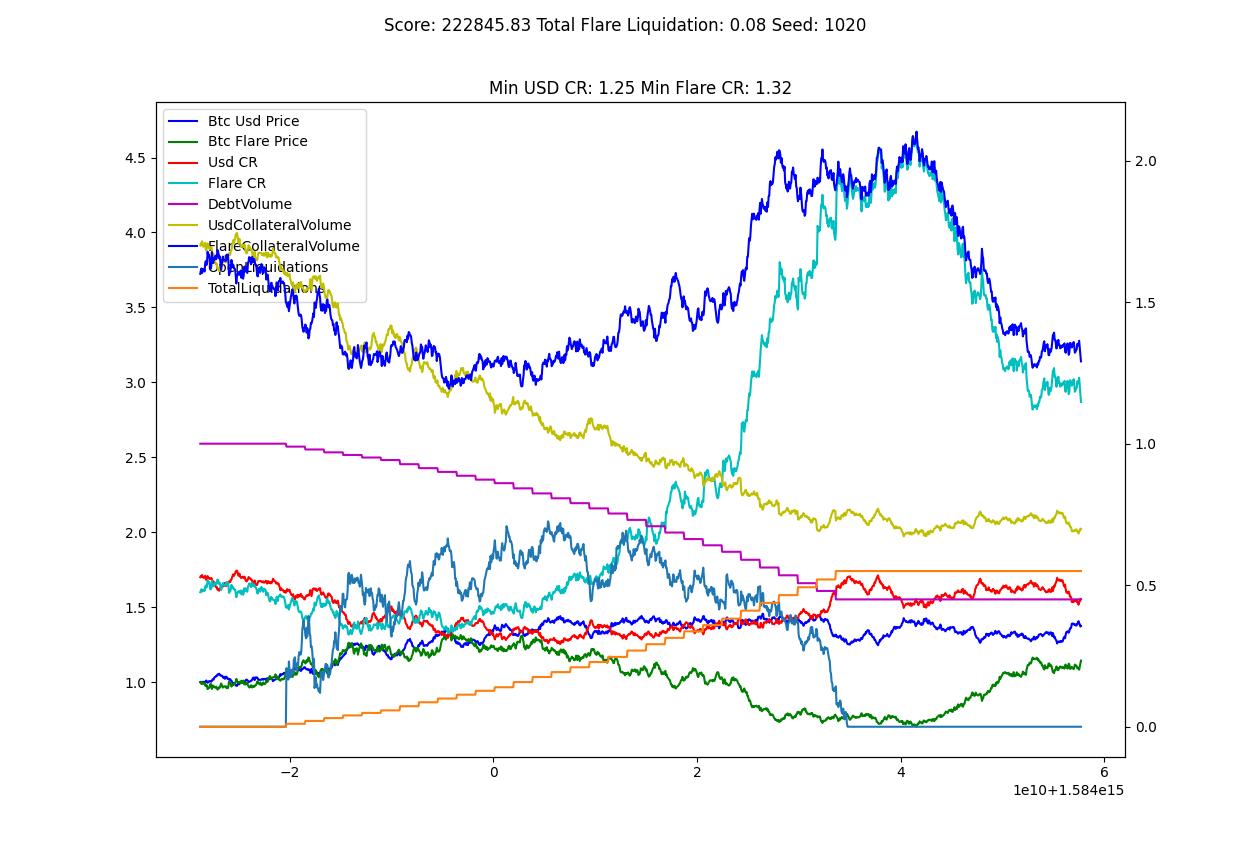 Score: 222845.83 Total Flare Liquidation: 0.08 Seed: 1020
Min USD CR: 1.25 Min Flare CR: 1.32
Btc Usd Price
Btc Flare Price
Usd CR
Flare CR
DebtVolume
UsdCollateralVolume
FlareCollateralVolume
OpenLiquidations
TotalLiquidations
4.5
4.0
3.5
3.0
2.5
2.0
1.5
1.0
2.0
1.5
1.0
0.5
0.0
−2
0
2
4
6
1e10+1.584e15